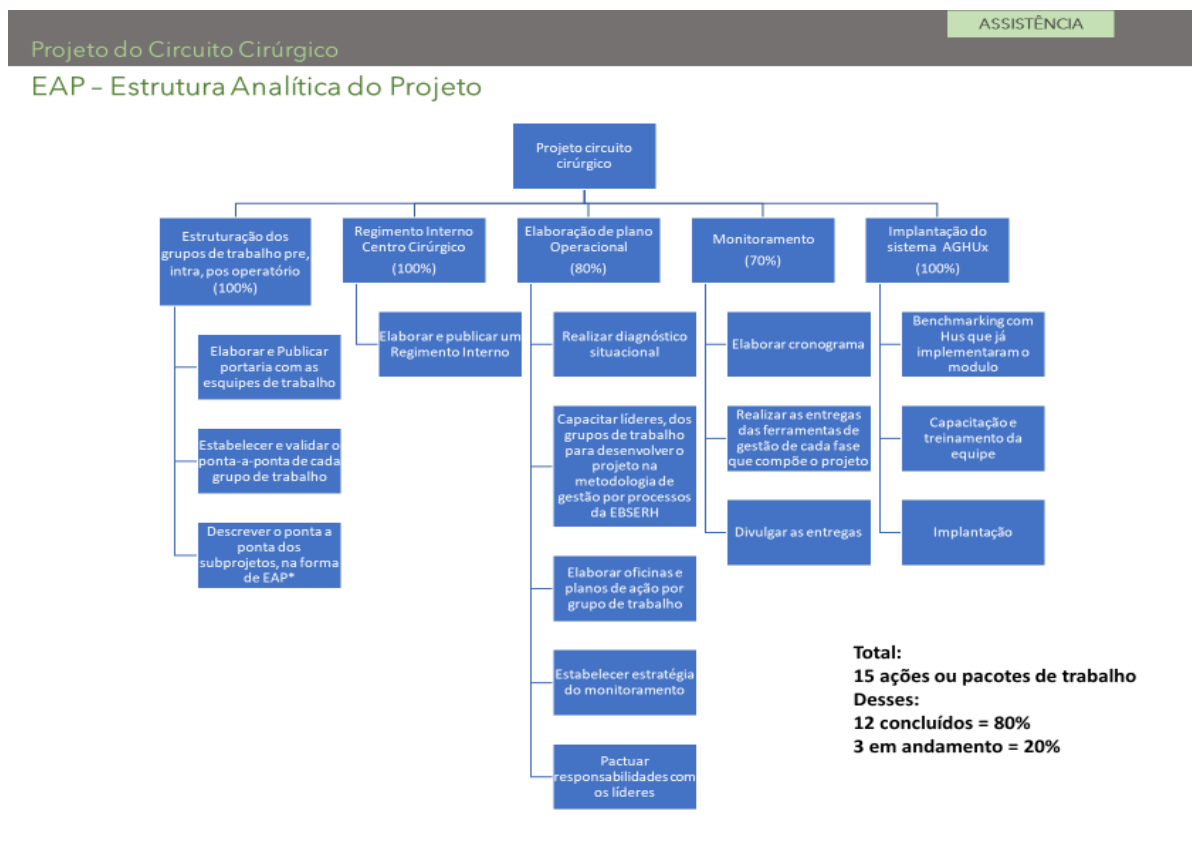 ASSISTÊNCIA
Projeto do Circuito Cirúrgico
EAP – Estrutura Analítica do Projeto
Projeto circuito
cirúrgico
Estruturação dos
grupos de trabalho pre,
intra, pos operatório
(100%)
Elaborar e Publicar
portaria com as
esquipes de trabalho
Estabelecer e validar o
ponta-a-ponta de cada
grupo de trabalho
Descrever o ponta a
ponta dos
subprojetos, na forma
de EAP*
Regimento Interno
Centro Cirúrgico
(100%)
Elaborar e publicar um
Regimento Interno
Elaboração de plano
Operacional
(80%)
Realizar diagnóstico
situacional
Capacitar líderes, dos
grupos de trabalho
para desenvolver o
projeto na
metodologia de
gestão por processos
da EBSERH
Elaborar oficinas e
planos de ação por
grupo de trabalho
Estabelecer estratégia
do monitoramento
Pactuar
responsabilidades com
os líderes
Monitoramento
(70%)
Elaborar cronograma
Realizar as entregas
das ferramentas de
gestão de cada fase
que compõe o projeto
Divulgar as entregas
Implantação do
sistema AGHUx
(100%)
Benchmarking com
Hus que já
implementaram o
modulo
Capacitação e
treinamento da
equipe
Implantação
Total:
15 ações ou pacotes de trabalho
Desses:
12 concluídos = 80%
3 em andamento = 20%